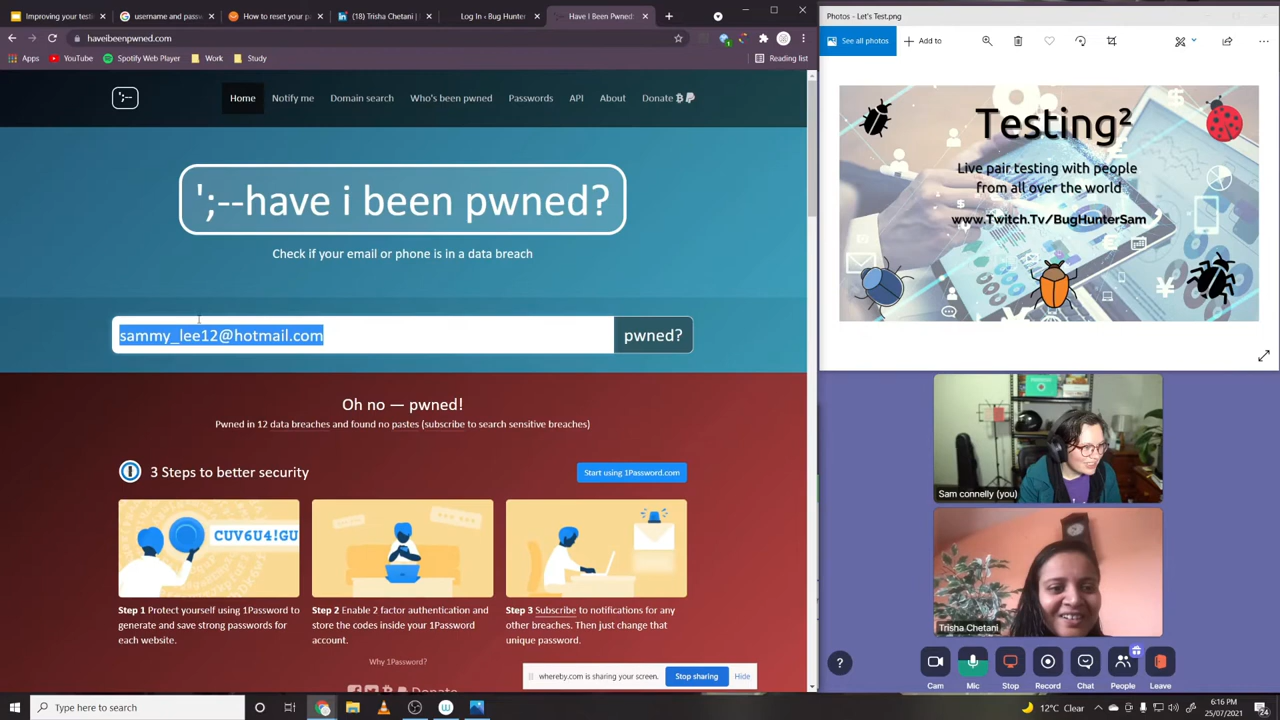 Improving your testin
username and passw
How to reset your pa
(18) Trisha Chetani | Li
Log In ‹ Bug Hunter
Have I Been Pwned:
haveibeenpwned.com
Apps
YouTube
Spotify Web Player
Work
Study
Reading list
Home
Notify me
Domain search
Who's been pwned
Passwords
API
About
Donate
';--have i been pwned?
Check if your email or phone is in a data breach
sammy_lee12@hotmail.com
pwned?
Oh no — pwned!
Pwned in 12 data breaches and found no pastes (subscribe to search sensitive breaches)
3 Steps to better security
Start using 1Password.com
CUV6U4!GU
Step 1 Protect yourself using 1Password to
generate and save strong passwords for
each website.
Step 2 Enable 2 factor authentication and
store the codes inside your 1Password
account.
Step 3 Subscribe to notifications for any
other breaches. Then just change that
unique password.
Why 1Password?
Donate
whereby.com is sharing your screen.
Stop sharing
Hide
Photos - Let's Test.png
See all photos
Add to
Testing²
Live pair testing with people
from all over the world
www.Twitch.Tv/BugHunterSam
Sam connelly (you)
Trisha Chetani
?
Cam
Mic
Stop
Record
Chat
People
Leave
Type here to search
12°C Clear
6:16 PM
25/07/2021
24